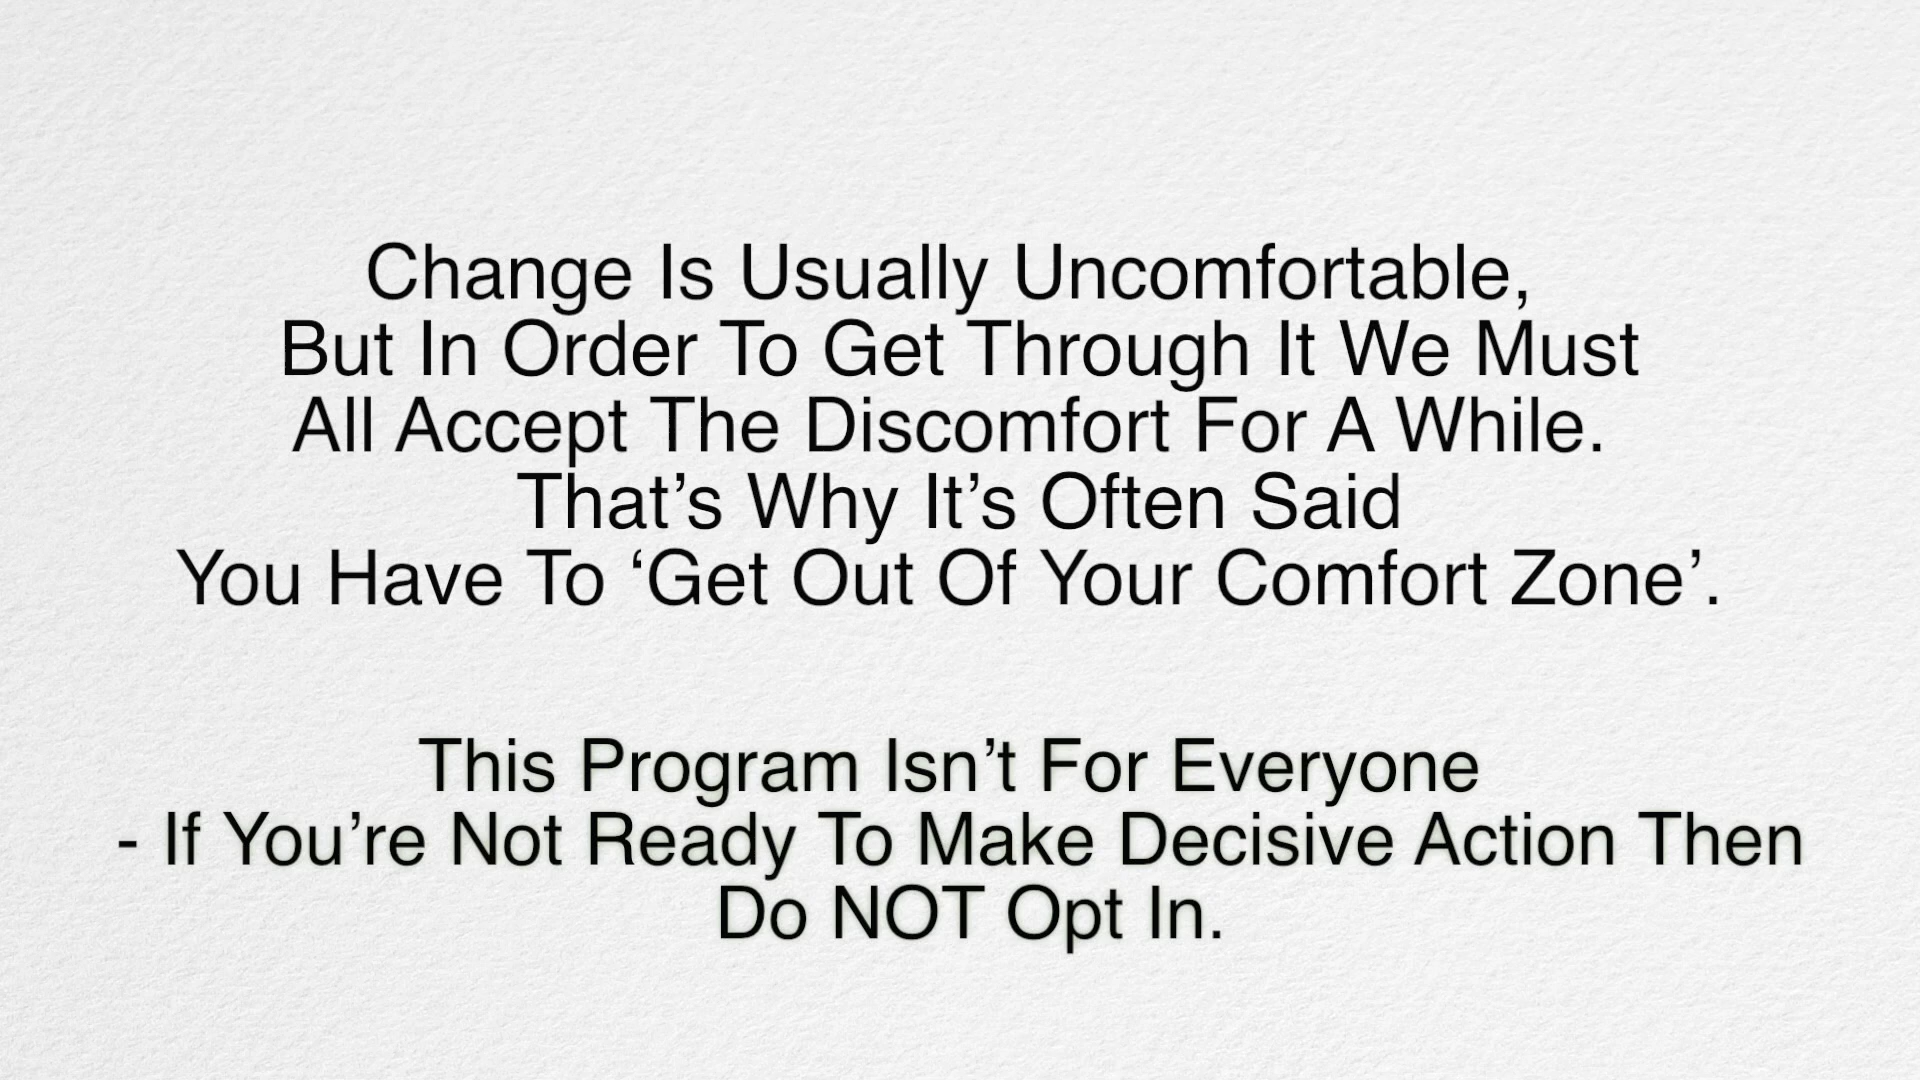 Change Is Usually Uncomfortable,
But In Order To Get Through It We Must
All Accept The Discomfort For A While.
That’s Why It’s Often Said
You Have To ‘Get Out Of Your Comfort Zone’.
This Program Isn’t For Everyone
- If You’re Not Ready To Make Decisive Action Then
Do NOT Opt In.